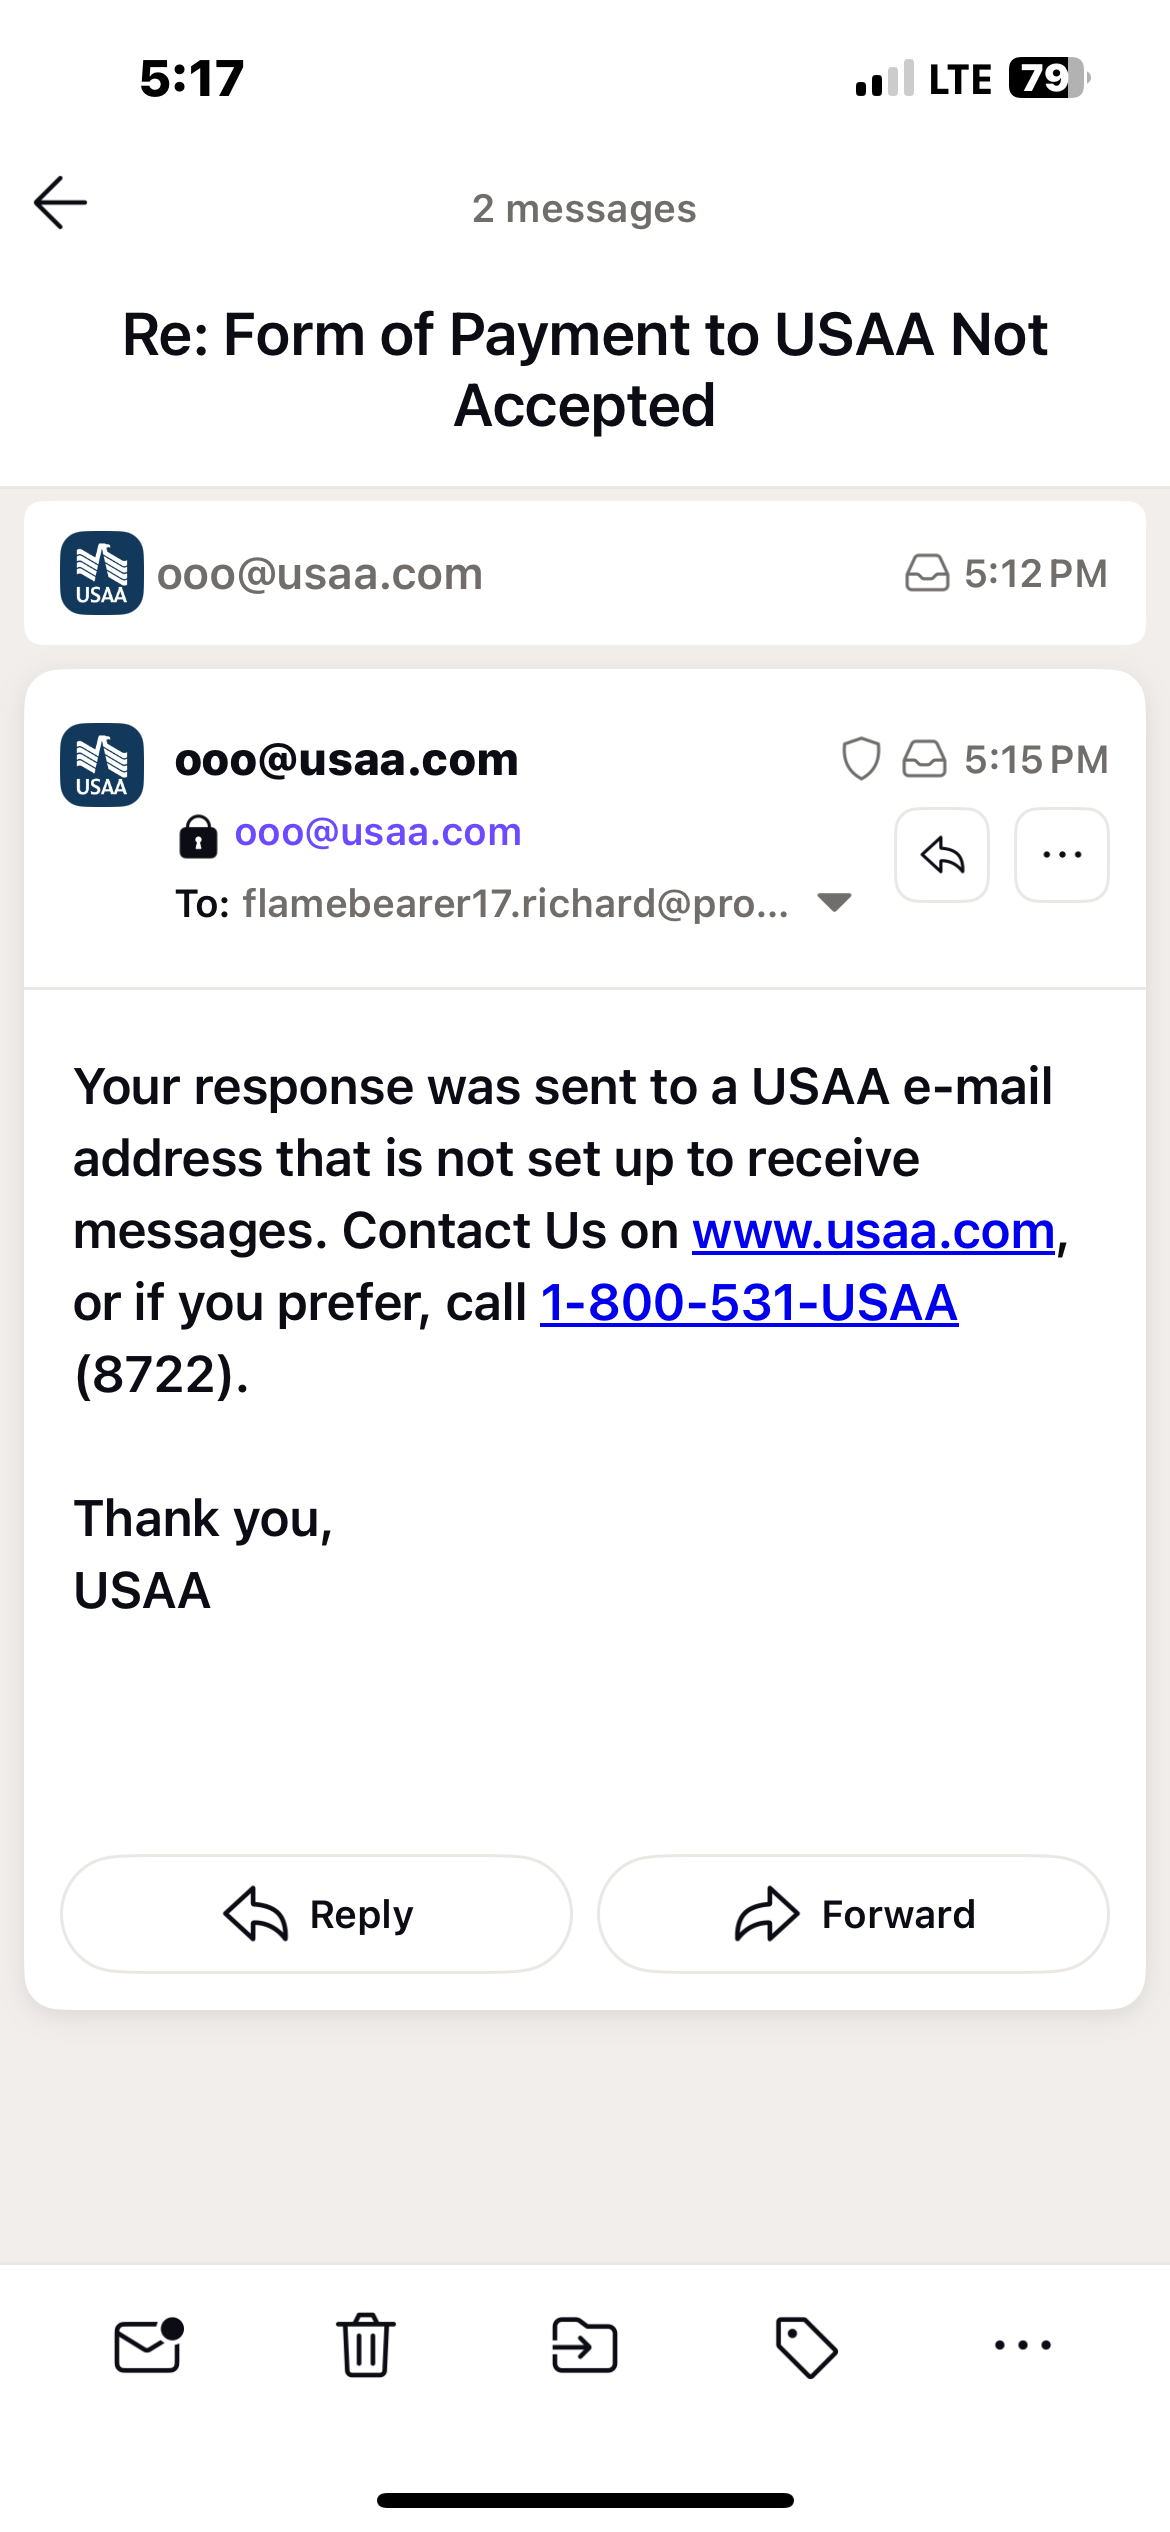 5:17
LTE 79
2 messages
Re: Form of Payment to USAA Not
Accepted
USAA ooo@usaa.com 5:12 PM
USAA ooo@usaa.com 5:15 PM
ooo@usaa.com
To: flamebearer17.richard@pro...
Your response was sent to a USAA e-mail
address that is not set up to receive
messages. Contact Us on www.usaa.com,
or if you prefer, call 1-800-531-USAA
(8722).
Thank you,
USAA
Reply Forward